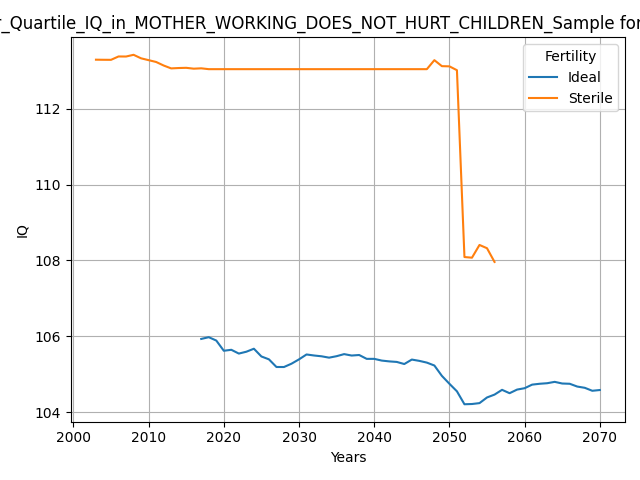 _Quartile_IQ_in_MOTHER_WORKING_DOES_NOT_HURT_CHILDREN_Sample for
Fertility
Ideal
Sterile
112
110
108
106
104
IQ
2000 2010 2020 2030 2040 2050 2060 2070
Years